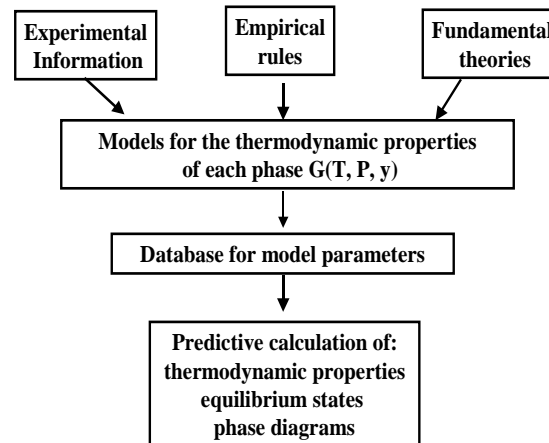 Experimental
Information
Empirical
rules
Fundamental
theories
Models for the thermodynamic properties
of each phase G(T, P, y)
Database for model parameters
Predictive calculation of:
thermodynamic properties
equilibrium states
phase diagrams